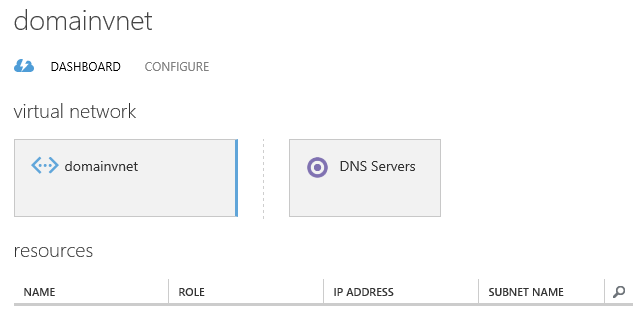 domainvnet
DASHBOARD CONFIGURE
virtual network
domainvnet DNS Servers
resources
NAME ROLE IP ADDRESS SUBNET NAME